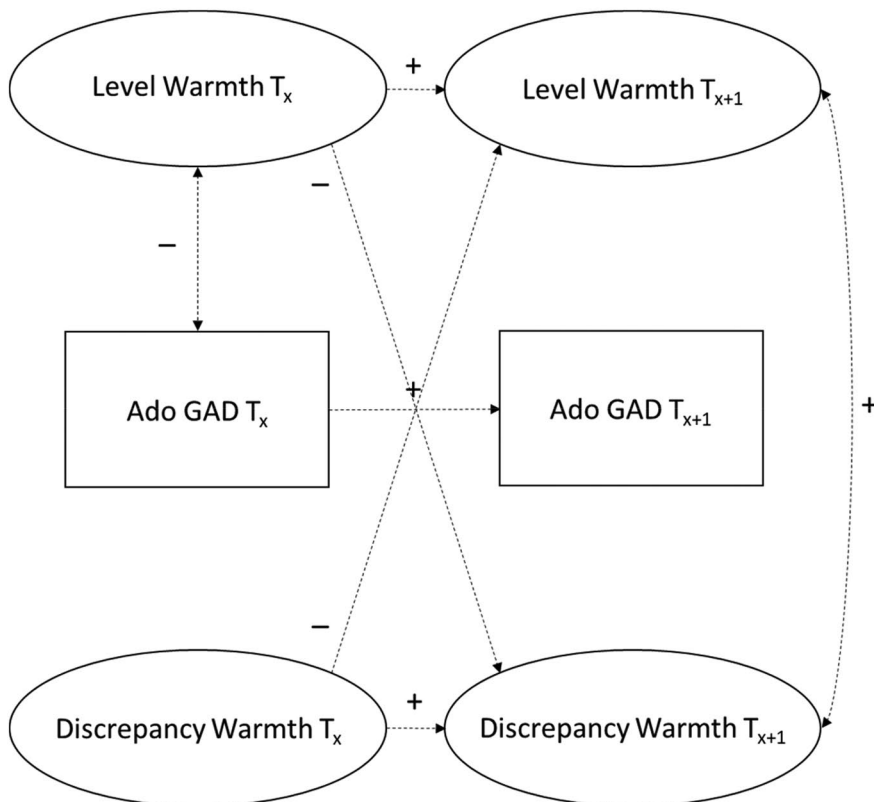 +
Level Warmth Tₓ
Level Warmth Tₓ₊₁
–
–
+
Ado GAD Tₓ
Ado GAD Tₓ₊₁
+
–
+
Discrepancy Warmth Tₓ
Discrepancy Warmth Tₓ₊₁